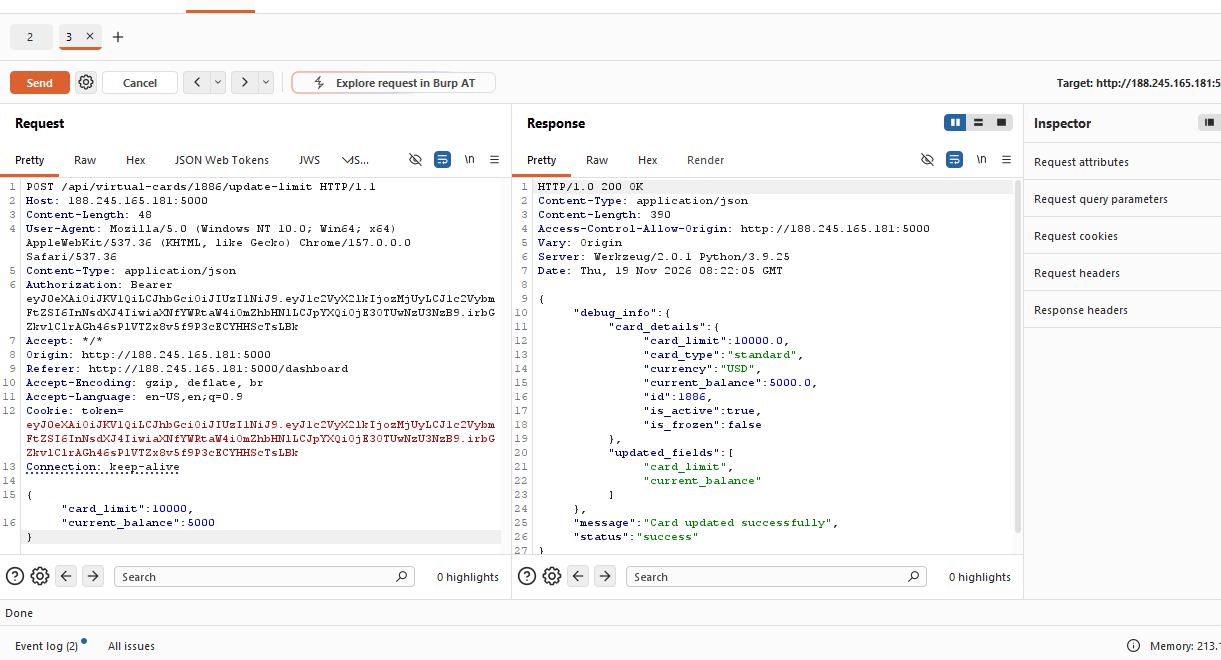 2
3 ×
+
Send
Cancel
Explore request in Burp AT
Target: http://188.245.165.181:5
Request
Pretty Raw Hex JSON Web Tokens JWS S... \n
1 POST /api/virtual-cards/1886/update-limit HTTP/1.1
2 Host: 188.245.165.181:5000
3 Content-Length: 48
4 User-Agent: Mozilla/5.0 (Windows NT 10.0; Win64; x64)
AppleWebKit/537.36 (KHTML, like Gecko) Chrome/157.0.0.0
Safari/537.36
5 Content-Type: application/json
6 Authorization: Bearer
7 Accept: */*
8 Origin: http://188.245.165.181:5000
9 Referer: http://188.245.165.181:5000/dashboard
10 Accept-Encoding: gzip, deflate, br
11 Accept-Language: en-US,en;q=0.9
12 Cookie: token=
13 Connection: keep-alive
14
15 {
"card_limit":10000,
16 "current_balance":5000
}
Search
0 highlights
Response
Pretty Raw Hex Render \n
1 HTTP/1.0 200 OK
2 Content-Type: application/json
3 Content-Length: 390
4 Access-Control-Allow-Origin: http://188.245.165.181:5000
5 Vary: Origin
6 Server: Werkzeug/2.0.1 Python/3.9.25
7 Date: Thu, 19 Nov 2026 08:22:05 GMT
8
9 {
10 "debug_info":{
11 "card_details":{
12 "card_limit":10000.0,
13 "card_type":"standard",
14 "currency":"USD",
15 "current_balance":5000.0,
16 "id":1886,
17 "is_active":true,
18 "is_frozen":false
19 },
20 "updated_fields":[
21 "card_limit",
22 "current_balance"
23 ]
24 },
25 "message":"Card updated successfully",
26 "status":"success"
27 }
Search
0 highlights
Inspector
Request attributes
Request query parameters
Request cookies
Request headers
Response headers
Done
Event log (2)
All issues
Memory: 213.